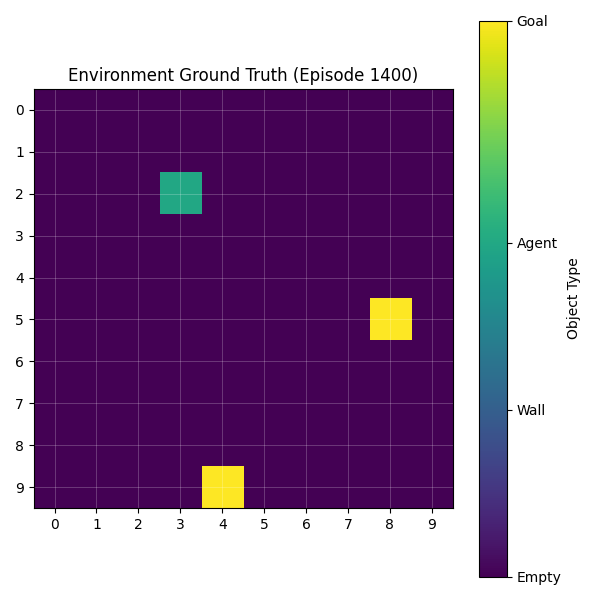 Environment Ground Truth (Episode 1400)
0
1
2
3
4
5
6
7
8
9
0 1 2 3 4 5 6 7 8 9
Goal
Agent
Wall
Empty
Object Type